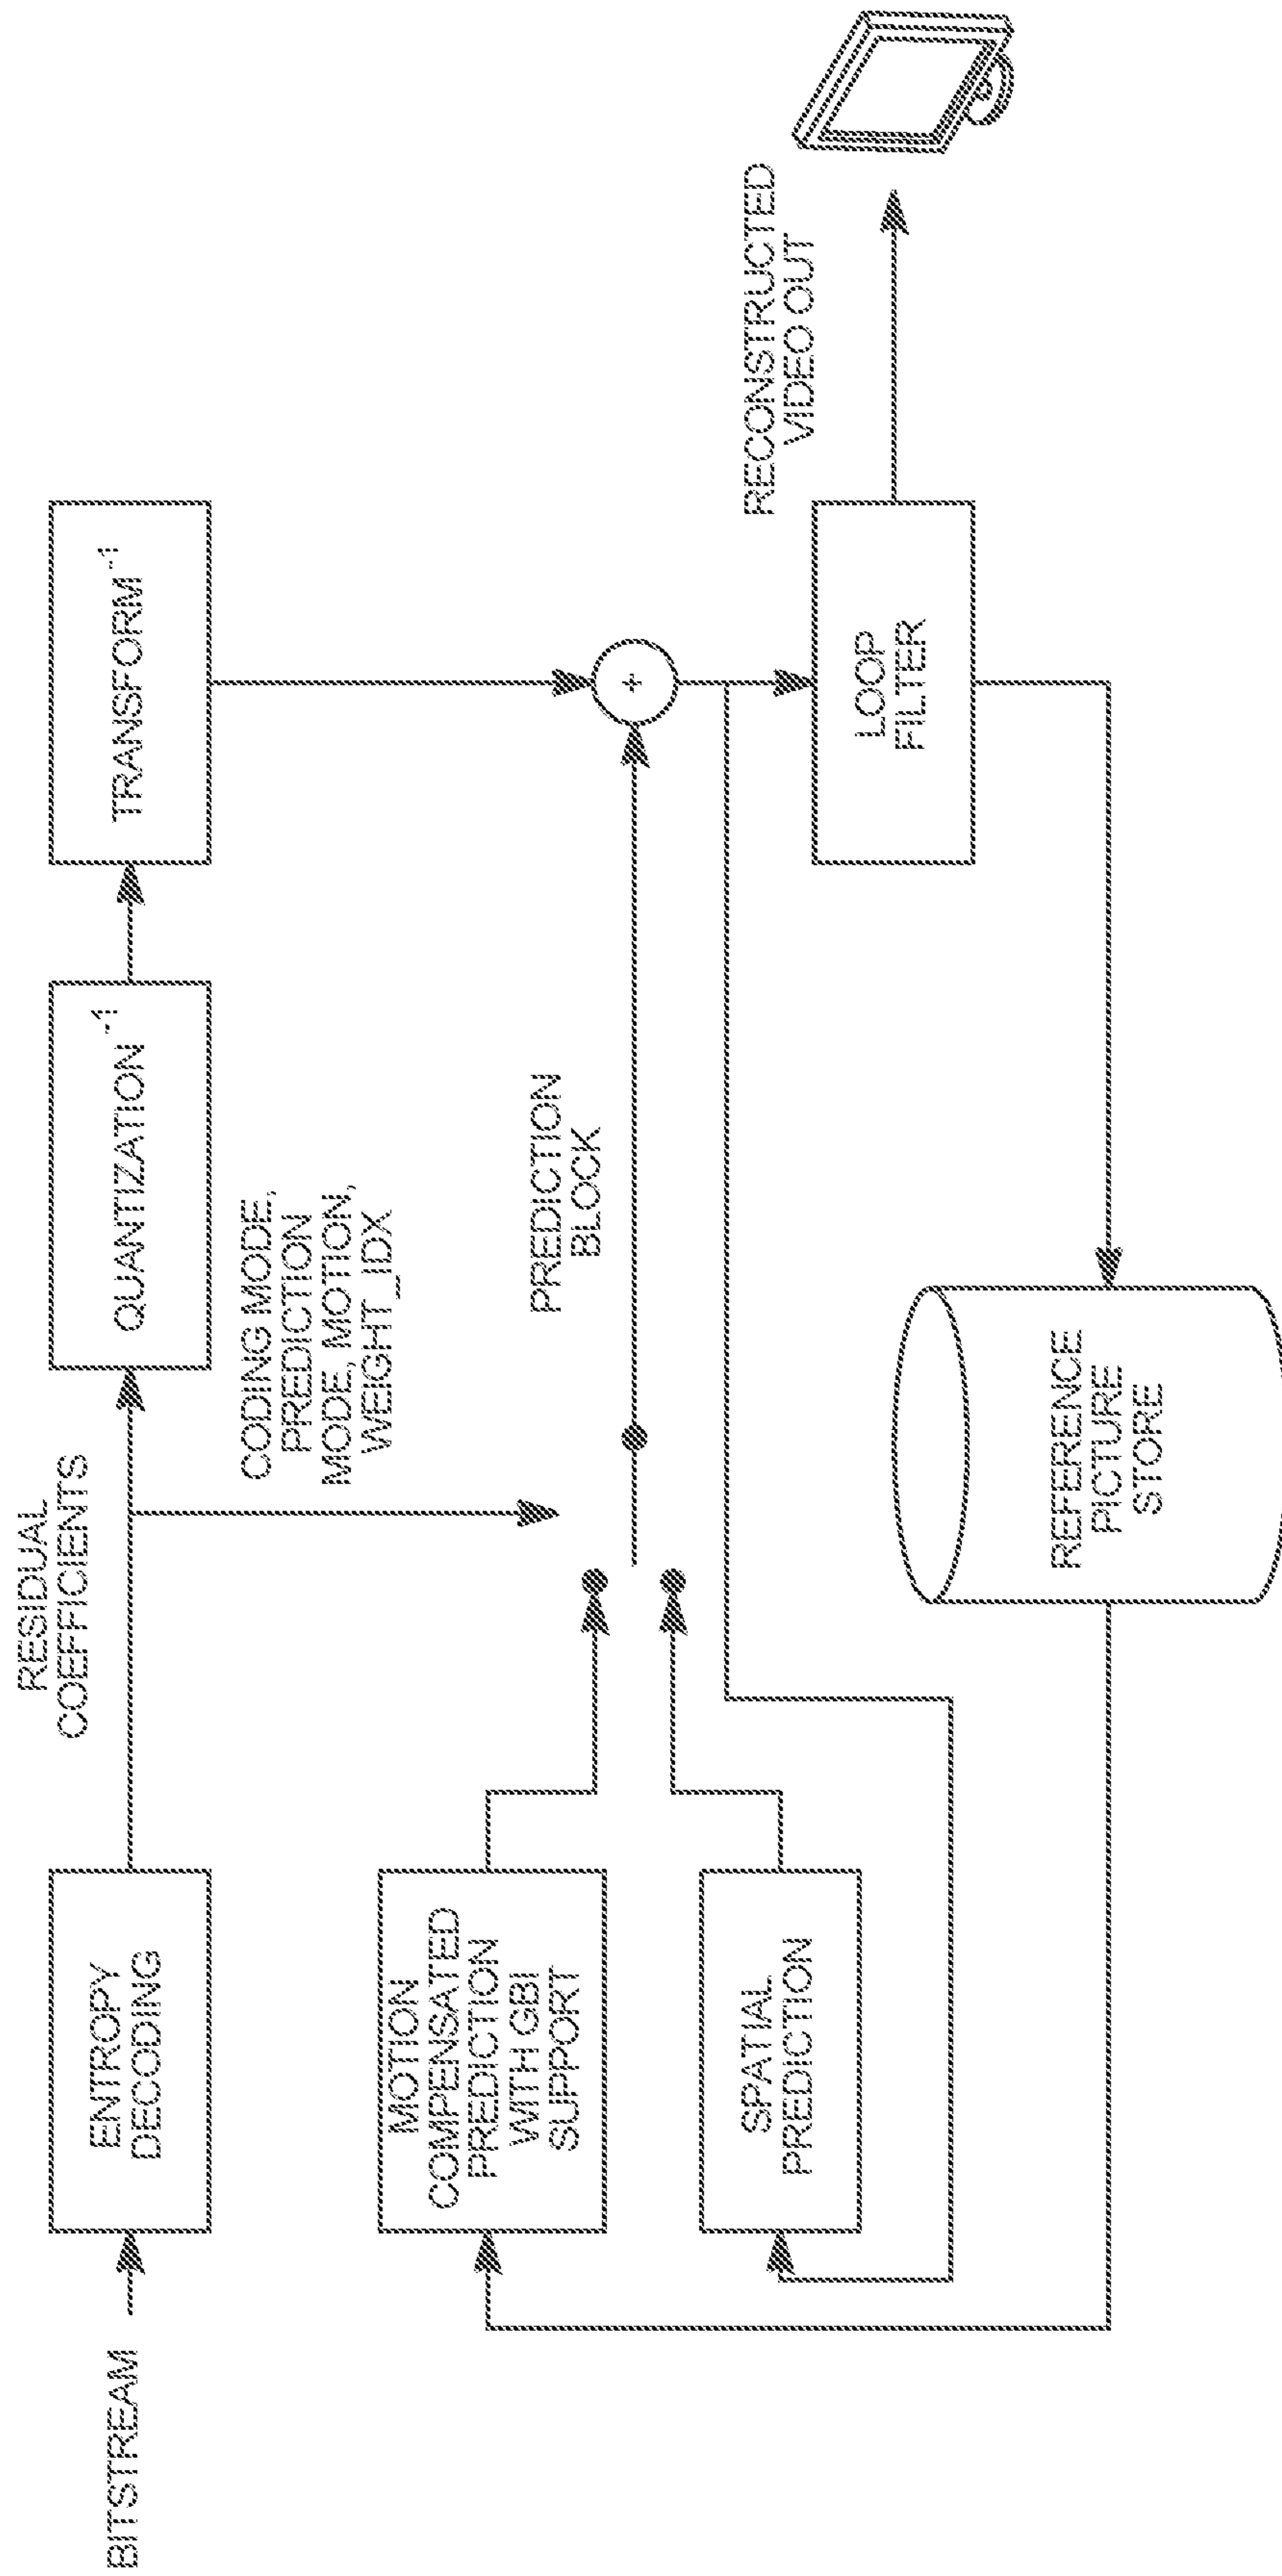 BITSTREAM
ENTROPY
DECODING
RESIDUAL
COEFFICIENTS
QUANTIZATION⁻¹
TRANSFORM⁻¹
CODING MODE,
PREDICTION
MODE, MOTION,
WEIGHT_IDX
MOTION
COMPENSATED
PREDICTION
WITH GBI
SUPPORT
SPATIAL
PREDICTION
PREDICTION
BLOCK
+
LOOP
FILTER
RECONSTRUCTED
VIDEO OUT
REFERENCE
PICTURE
STORE